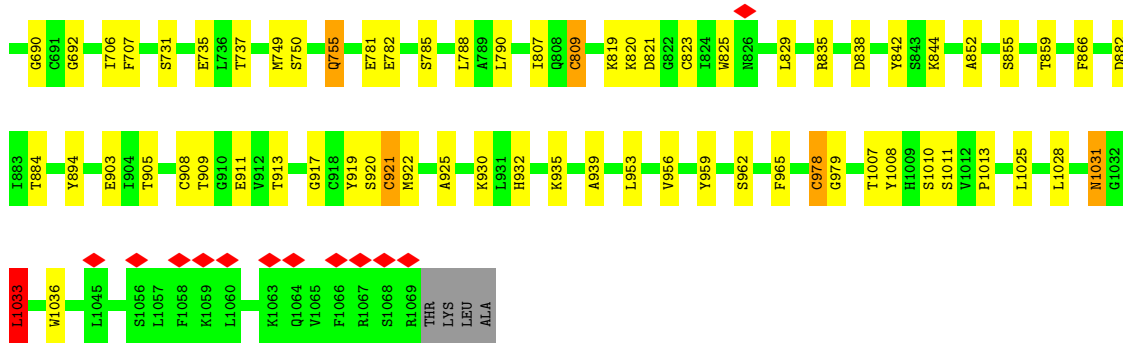 G690 C691 G692 I706 F707 S731 E735 L736 T737 M749 S750 Q755 E781 E782 S785 L788 A789 L790 I807 Q808 C809 K819 K820 D821 G822 C823 I824 W825 N826 L829 R835 D838 Y842 S843 K844 A852 S855 T859 F866 D882
I883 T884 Y894 E903 I904 T905 C908 T909 G910 E911 V912 T913 G917 C918 Y919 S920 C921 M922 A925 K930 L931 H932 K935 A939 L953 V956 Y959 S962 F965 C978 G979 T1007 Y1008 H1009 S1010 S1011 V1012 P1013 L1025 L1028 N1031 G1032
L1033 W1036 L1045 S1056 L1057 F1058 K1059 L1060 K1063 Q1064 V1065 F1066 R1067 S1068 R1069 THR LYS LEU ALA